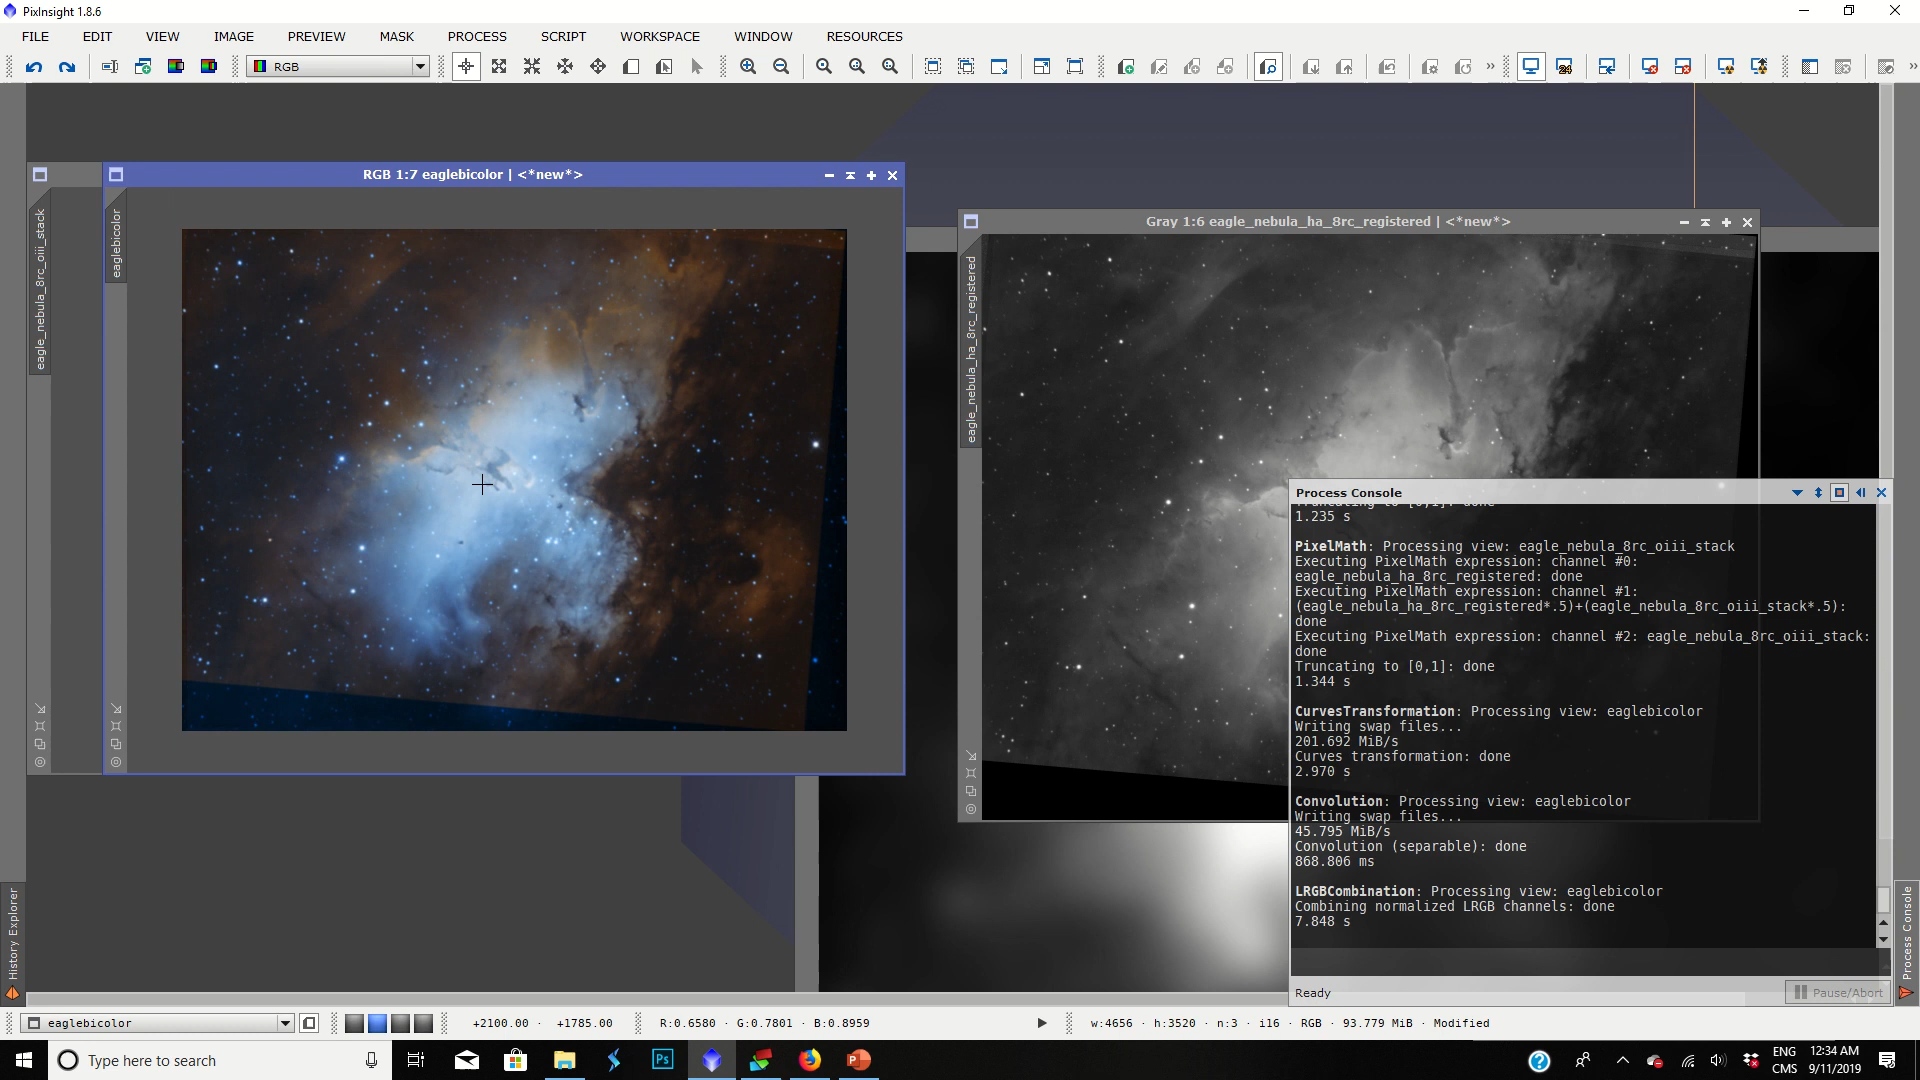 PixInsight 1.8.6
FILE EDIT VIEW IMAGE PREVIEW MASK PROCESS SCRIPT WORKSPACE WINDOW RESOURCES
RGB
24
eagle_nebula_8rc_oiii_stack
RGB 1:7 eaglebicolor | <*new*>
eaglebicolor
Gray 1:6 eagle_nebula_ha_8rc_registered | <*new*>
eagle_nebula_ha_8rc_registered
Process Console
Truncating to [0,1]: done
1.235 s
PixelMath: Processing view: eagle_nebula_8rc_oiii_stack
Executing PixelMath expression: channel #0:
eagle_nebula_ha_8rc_registered: done
Executing PixelMath expression: channel #1:
(eagle_nebula_ha_8rc_registered*.5)+(eagle_nebula_8rc_oiii_stack*.5):
done
Executing PixelMath expression: channel #2: eagle_nebula_8rc_oiii_stack:
done
Truncating to [0,1]: done
1.344 s
CurvesTransformation: Processing view: eaglebicolor
Writing swap files...
201.692 MiB/s
Curves transformation: done
2.970 s
Convolution: Processing view: eaglebicolor
Writing swap files...
45.795 MiB/s
Convolution (separable): done
868.806 ms
LRGBCombination: Processing view: eaglebicolor
Combining normalized LRGB channels: done
7.848 s
Ready
Pause/Abort
History Explorer
Process Console
eaglebicolor
+2100.00 · +1785.00
R:0.6580 · G:0.7801 · B:0.8959
w:4656 · h:3520 · n:3 · i16 · RGB · 93.779 MiB · Modified
Type here to search
Ps
ENG
CMS
12:34 AM
9/11/2019